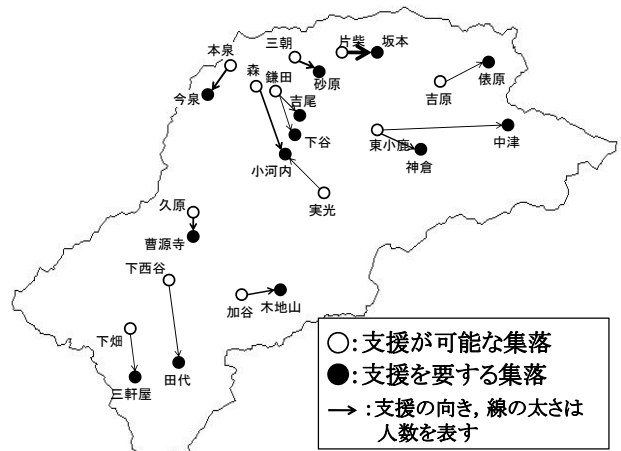 本泉
今泉
三朝
砂原
片柴
坂本
森
鎌田
吉尾
下谷
小河内
実光
吉原
俵原
東小鹿
神倉
中津
久原
曹源寺
下西谷
田代
加谷
木地山
下畑
三軒屋
○:支援が可能な集落
●:支援を要する集落
→:支援の向き, 線の太さは
人数を表す